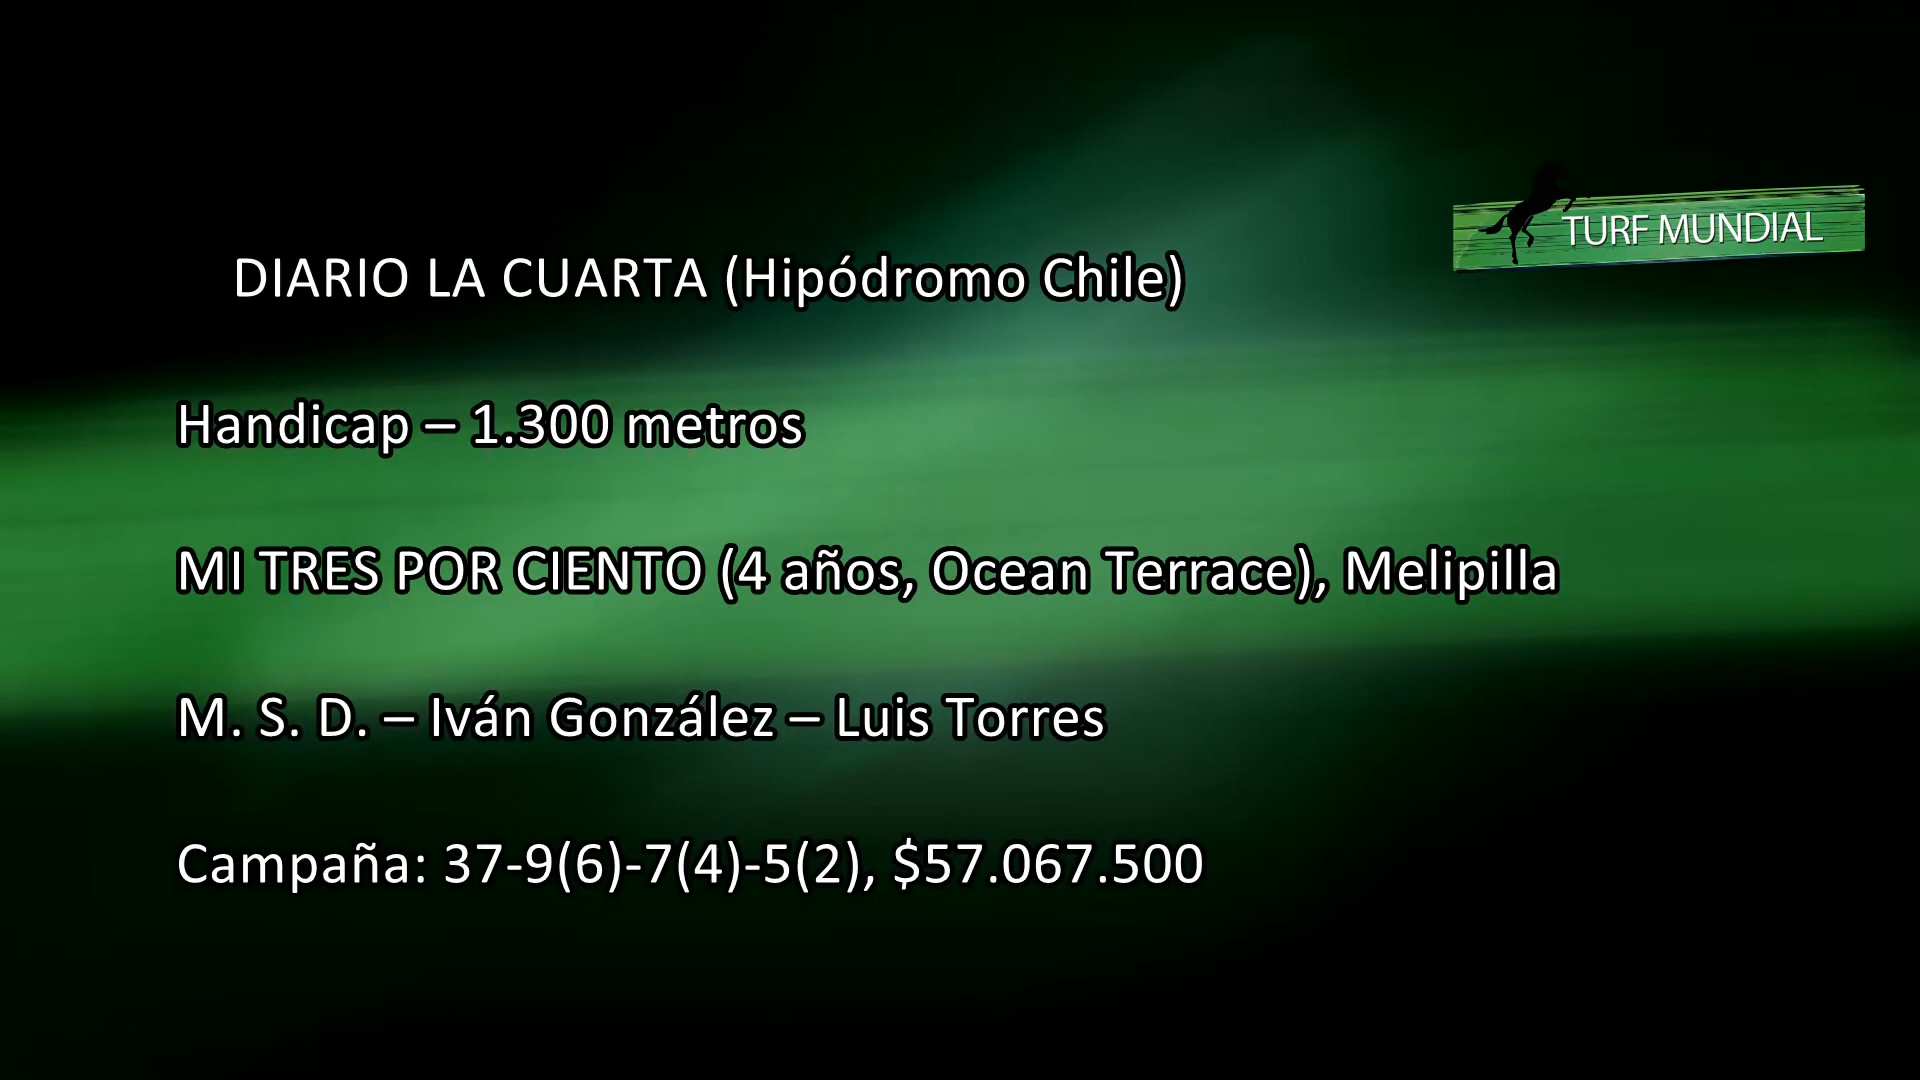 TURF MUNDIAL
DIARIO LA CUARTA (Hipódromo Chile)
Handicap – 1.300 metros
MI TRES POR CIENTO (4 años, Ocean Terrace), Melipilla
M. S. D. – Iván González – Luis Torres
Campaña: 37-9(6)-7(4)-5(2), $57.067.500